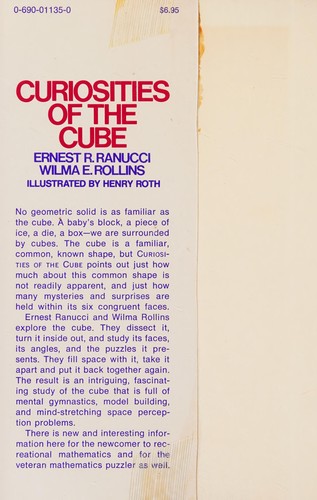 0-690-01135-0 $6.95
CURIOSITIES
OF THE
CUBE
ERNEST R. RANUCCI
WILMA E. ROLLINS
ILLUSTRATED BY HENRY ROTH
No geometric solid is as familiar as
the cube. A baby's block, a piece of
ice, a die, a box—we are surrounded
by cubes. The cube is a familiar,
common, known shape, but CURIOSI-
TIES OF THE CUBE points out just how
much about this common shape is
not readily apparent, and just how
many mysteries and surprises are
held within its six congruent faces.
Ernest Ranucci and Wilma Rollins
explore the cube. They dissect it,
turn it inside out, and study its faces,
its angles, and the puzzles it pre-
sents. They fill space with it, take it
apart and put it back together again.
The result is an intriguing, fascinat-
ing study of the cube that is full of
mental gymnastics, model building,
and mind-stretching space percep-
tion problems.
There is new and interesting infor-
mation here for the newcomer to rec-
reational mathematics and for the
veteran mathematics puzzler as well.